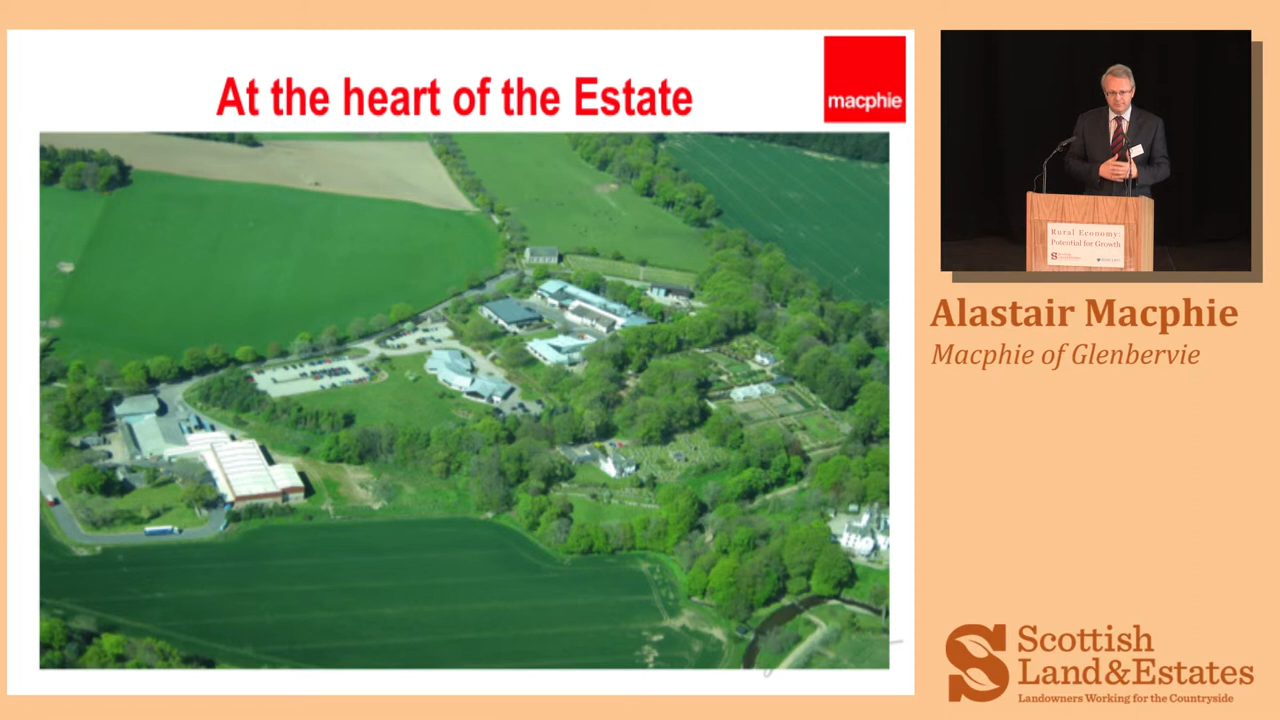 At the heart of the Estate
macphie
Rural Economy:
Potential for Growth
Alastair Macphie
Macphie of Glenbervie
Scottish
Land&Estates
Landowners Working for the Countryside